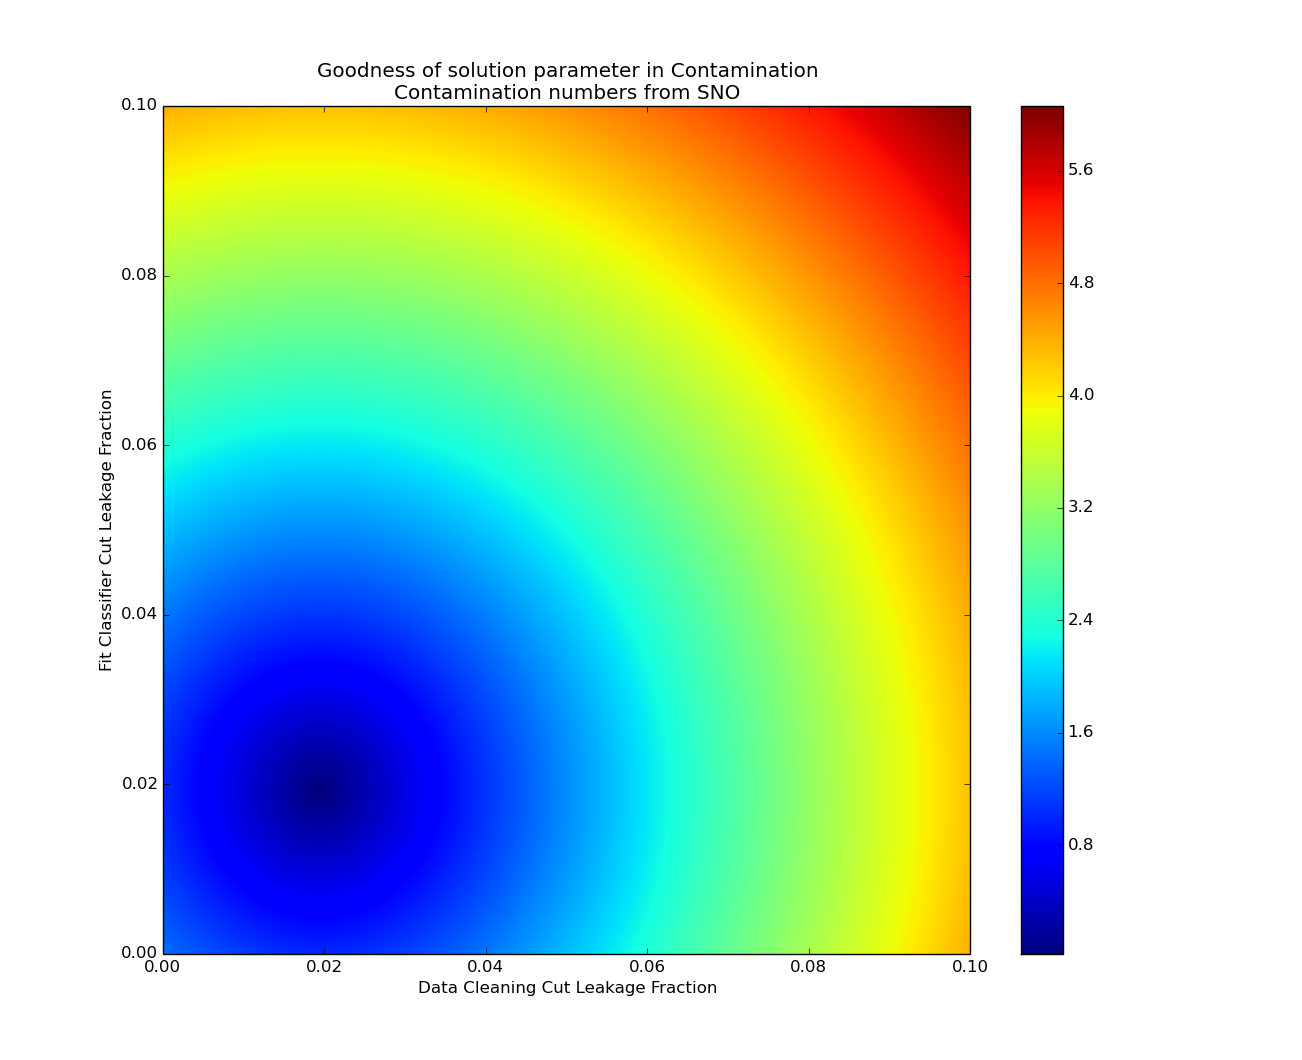 Goodness of solution parameter in Contamination
Contamination numbers from SNO
0.10
0.08
0.06
0.04
0.02
0.00
Fit Classifier Cut Leakage Fraction
0.00 0.02 0.04 0.06 0.08 0.10
Data Cleaning Cut Leakage Fraction
5.6
4.8
4.0
3.2
2.4
1.6
0.8